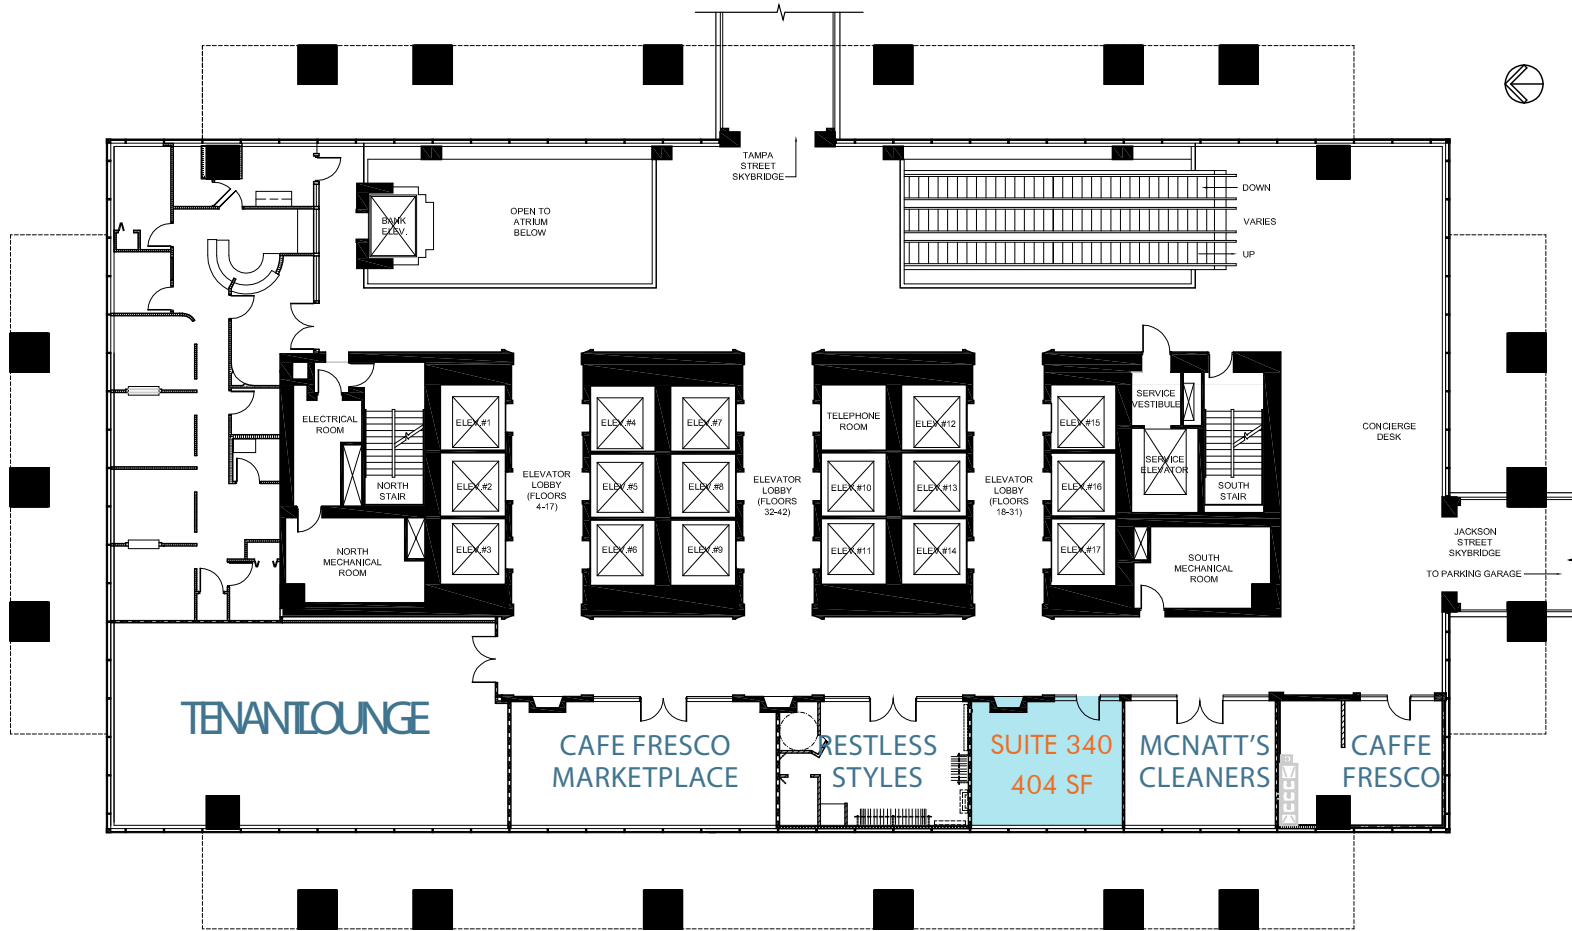 TAMPA
STREET
SKYBRIDGE
DOWN
VARIES
UP
BANK
ELEV.
OPEN TO
ATRIUM
BELOW
ELECTRICAL
ROOM
NORTH
STAIR
NORTH
MECHANICAL
ROOM
ELEV.#1
ELEV.#2
ELEV.#3
ELEVATOR
LOBBY
(FLOORS
4-17)
ELEV.#4
ELEV.#5
ELEV.#6
ELEV.#7
ELEV.#8
ELEV.#9
ELEVATOR
LOBBY
(FLOORS
32-42)
TELEPHONE
ROOM
ELEV.#10
ELEV.#11
ELEV.#12
ELEV.#13
ELEV.#14
ELEVATOR
LOBBY
(FLOORS
18-31)
ELEV.#15
ELEV.#16
ELEV.#17
SERVICE
VESTIBULE
SERVICE
ELEVATOR
SOUTH
STAIR
SOUTH
MECHANICAL
ROOM
CONCIERGE
DESK
JACKSON
STREET
SKYBRIDGE
TO PARKING GARAGE
TENANT LOUNGE
CAFE FRESCO
MARKETPLACE
RESTLESS
STYLES
SUITE 340
404 SF
MCNATT'S
CLEANERS
CAFFE
FRESCO